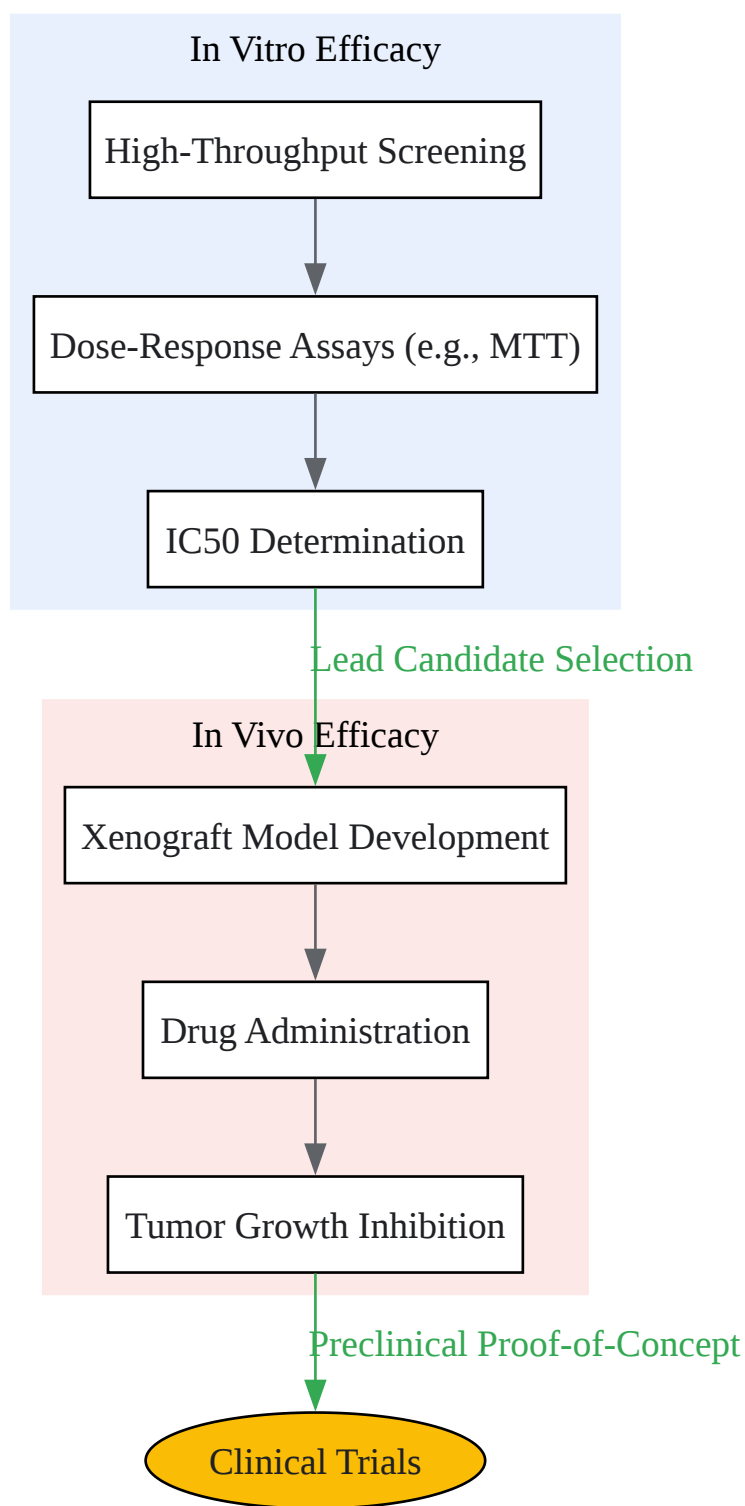 In Vitro Efficacy
High-Throughput Screening
Dose-Response Assays (e.g., MTT)
IC50 Determination
Lead Candidate Selection
In Vivo Efficacy
Xenograft Model Development
Drug Administration
Tumor Growth Inhibition
Preclinical Proof-of-Concept
Clinical Trials